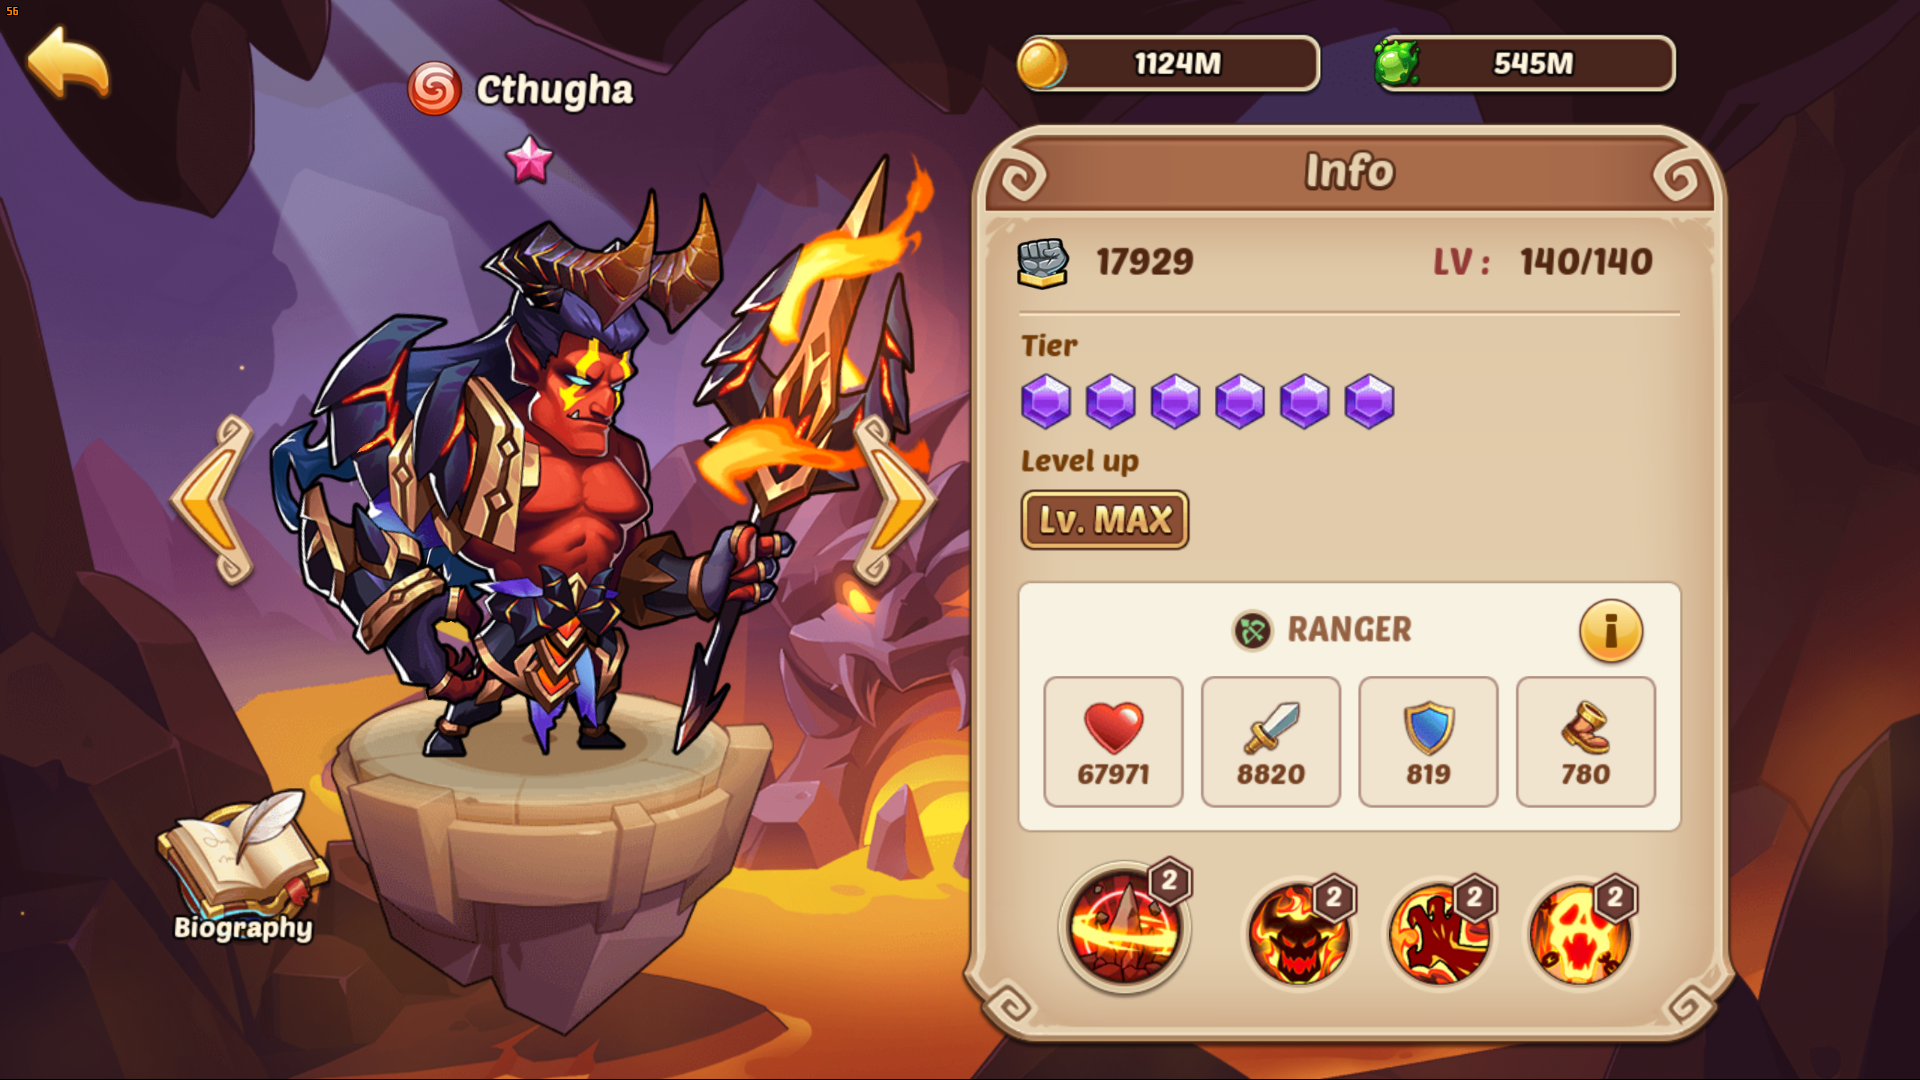 56
Cthugha
1124M
545M
Info
17929
LV : 140/140
Tier
Level up
Lv. MAX
RANGER
67971
8820
819
780
2
2
2
2
Biography